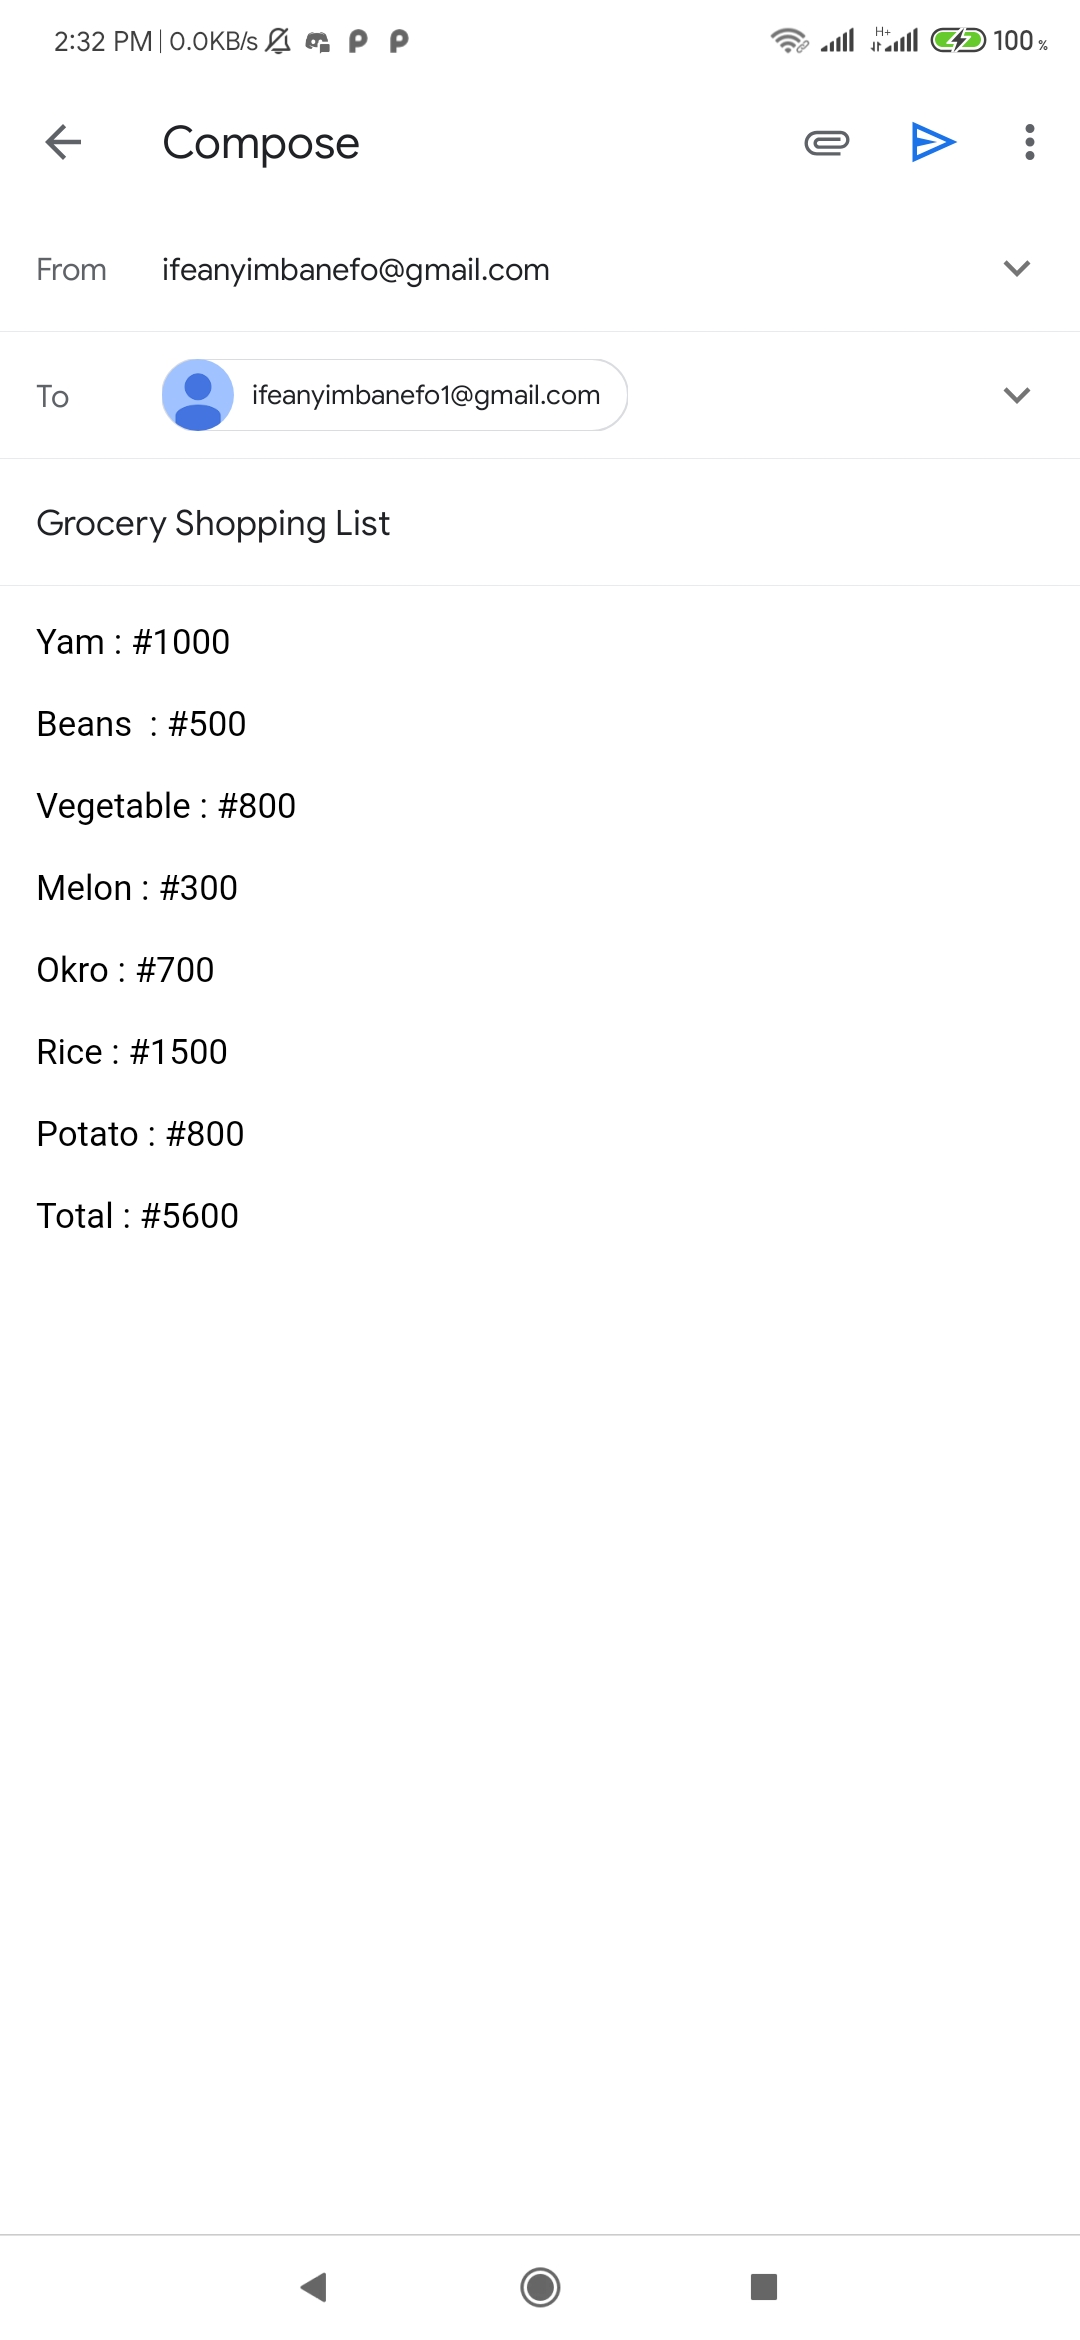 2:32 PM | 0.0KB/s H+ 100 %
Compose
From ifeanyimbanefo@gmail.com
To ifeanyimbanefo1@gmail.com
Grocery Shopping List
Yam : #1000
Beans  : #500
Vegetable : #800
Melon : #300
Okro : #700
Rice : #1500
Potato : #800
Total : #5600